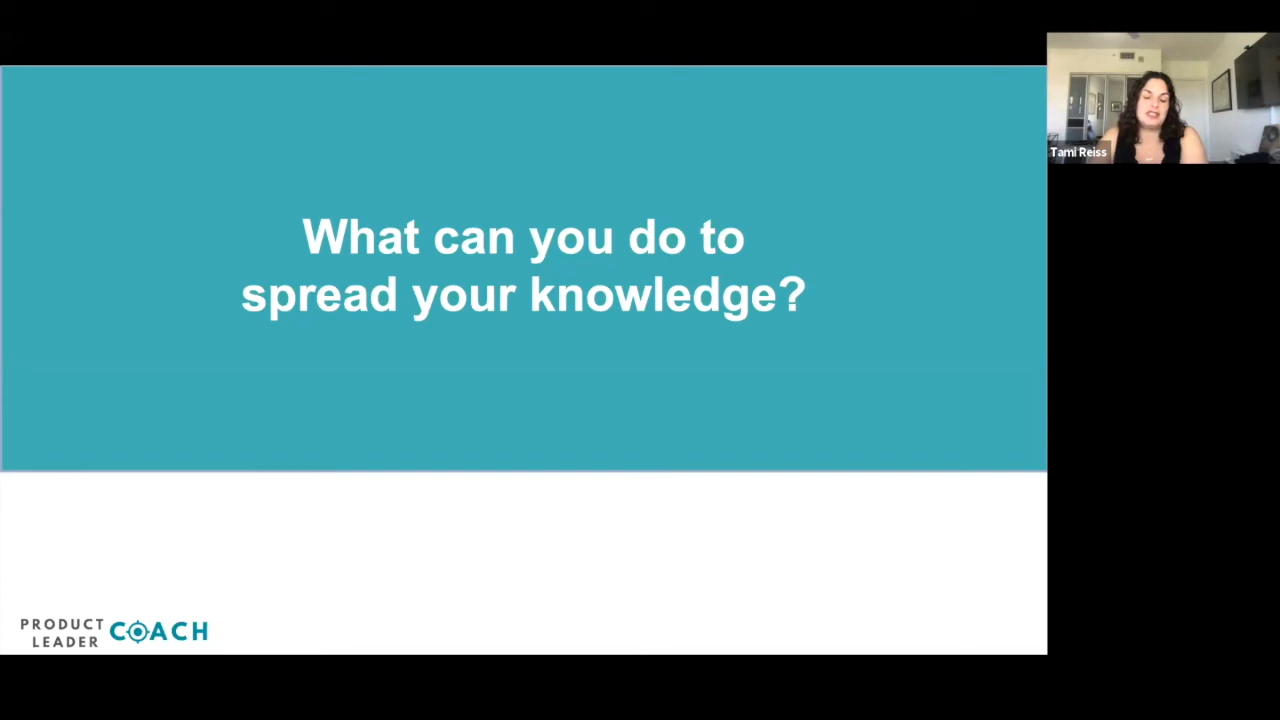 What can you do to
spread your knowledge?
Tami Reiss
PRODUCT
LEADER COACH